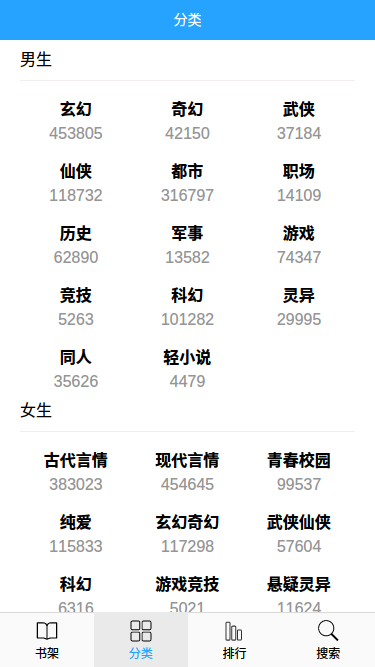 分类
男生
玄幻 奇幻 武侠
453805 42150 37184
仙侠 都市 职场
118732 316797 14109
历史 军事 游戏
62890 13582 74347
竞技 科幻 灵异
5263 101282 29995
同人 轻小说
35626 4479
女生
古代言情 现代言情 青春校园
383023 454645 99537
纯爱 玄幻奇幻 武侠仙侠
115833 117298 57604
科幻 游戏竞技 悬疑灵异
6316 5021 11624
书架 分类 排行 搜索